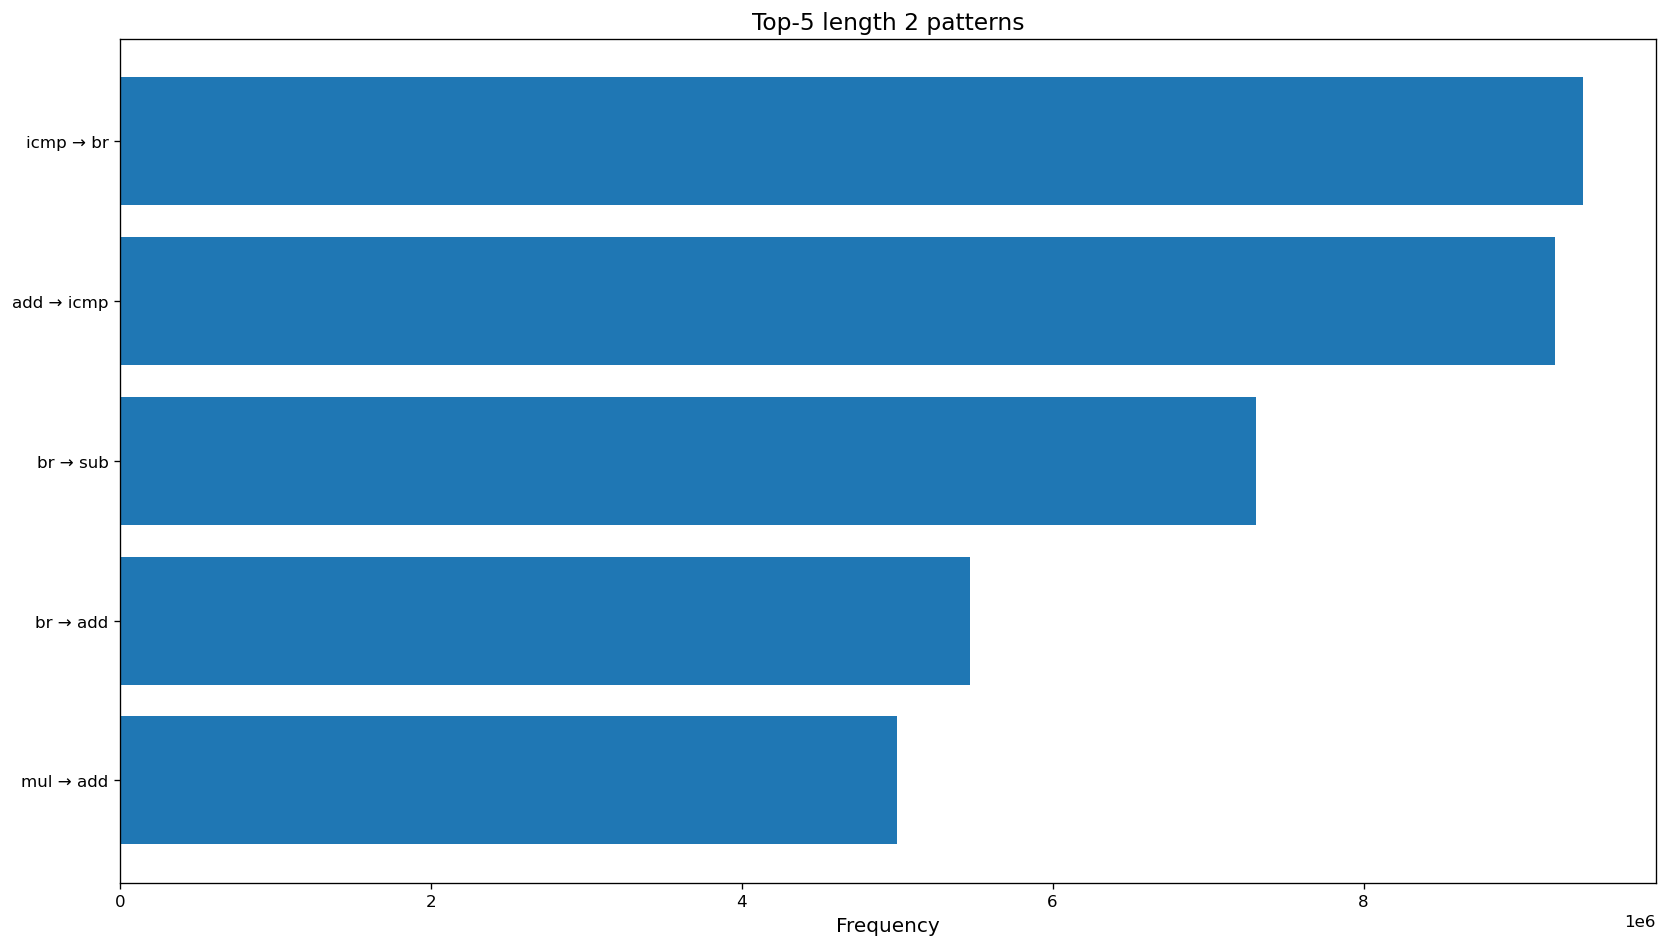 Top-5 length 2 patterns
icmp → br
add → icmp
br → sub
br → add
mul → add
0 2 4 6 8
1e6
Frequency